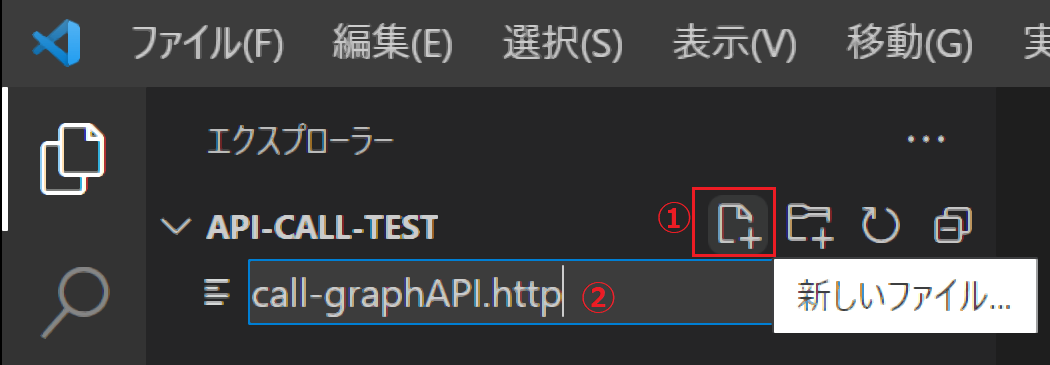 ファイル(F) 編集(E) 選択(S) 表示(V) 移動(G)
エクスプローラー ...
API-CALL-TEST ①
call-graphAPI.http ②
新しいファイル...